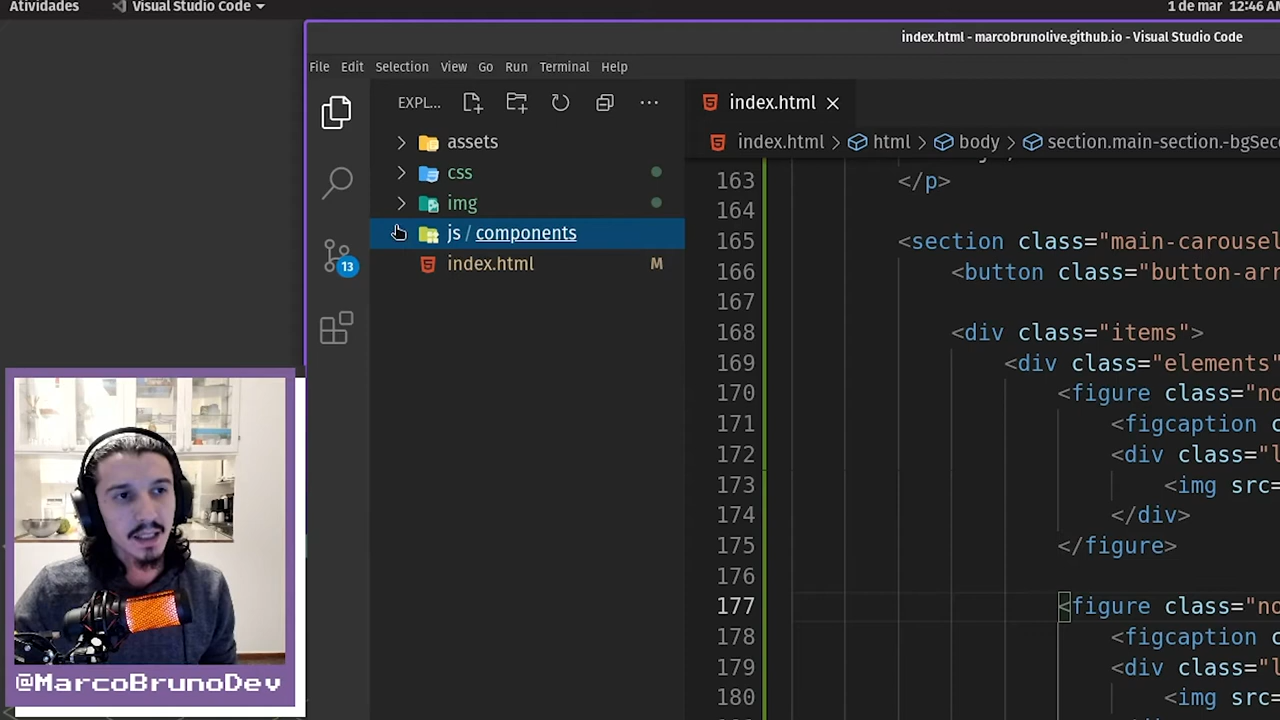 Atividades Visual Studio Code 1 de mar 12:46 AM
index.html - marcobrunolive.github.io - Visual Studio Code
File Edit Selection View Go Run Terminal Help
EXPL... index.html
index.html > html > body > section.main-section.-bgSec
assets
css
img
js / components
index.html M
13
163 </p>
164
165 <section class="main-carousel
166 <button class="button-arr
167
168 <div class="items">
169 <div class="elements"
170 <figure class="no
171 <figcaption c
172 <div class="l
173 <img src=
174 </div>
175 </figure>
176
177 <figure class="no
178 <figcaption c
179 <div class="l
180 <img src=
@MarcoBrunoDev